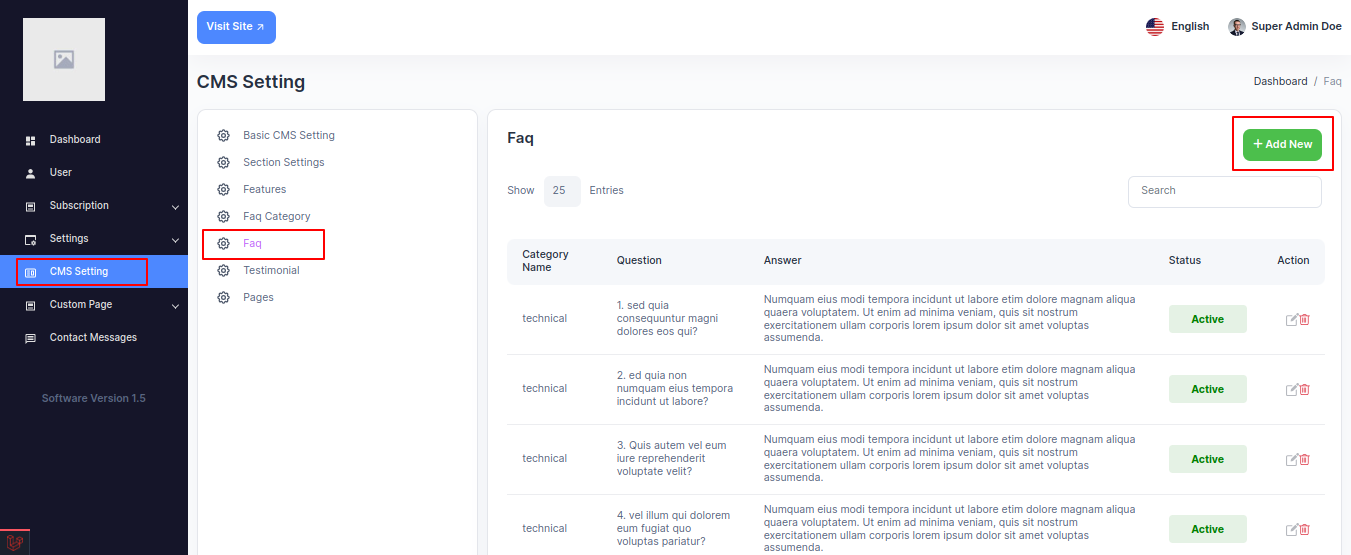 Visit Site
English
Super Admin Doe
CMS Setting
Dashboard / Faq
Dashboard
User
Subscription
Settings
CMS Setting
Custom Page
Contact Messages
Software Version 1.5
Basic CMS Setting
Section Settings
Features
Faq Category
Faq
Testimonial
Pages
Faq
+ Add New
Show 25 Entries
Search
Category
Name
Question
Answer
Status
Action
technical
1. sed quia
consequuntur magni
dolores eos qui?
Numquam eius modi tempora incidunt ut labore etim dolore magnam aliqua
quaera voluptatem. Ut enim ad minima veniam, quis sit nostrum
exercitationem ullam corporis lorem ipsum dolor sit amet voluptas
assumenda.
Active
technical
2. ed quia non
numquam eius tempora
incidunt ut labore?
Numquam eius modi tempora incidunt ut labore etim dolore magnam aliqua
quaera voluptatem. Ut enim ad minima veniam, quis sit nostrum
exercitationem ullam corporis lorem ipsum dolor sit amet voluptas
assumenda.
Active
technical
3. Quis autem vel eum
iure reprehenderit
voluptate velit?
Numquam eius modi tempora incidunt ut labore etim dolore magnam aliqua
quaera voluptatem. Ut enim ad minima veniam, quis sit nostrum
exercitationem ullam corporis lorem ipsum dolor sit amet voluptas
assumenda.
Active
technical
4. vel illum qui dolorem
eum fugiat quo
voluptas pariatur?
Numquam eius modi tempora incidunt ut labore etim dolore magnam aliqua
quaera voluptatem. Ut enim ad minima veniam, quis sit nostrum
exercitationem ullam corporis lorem ipsum dolor sit amet voluptas
assumenda.
Active